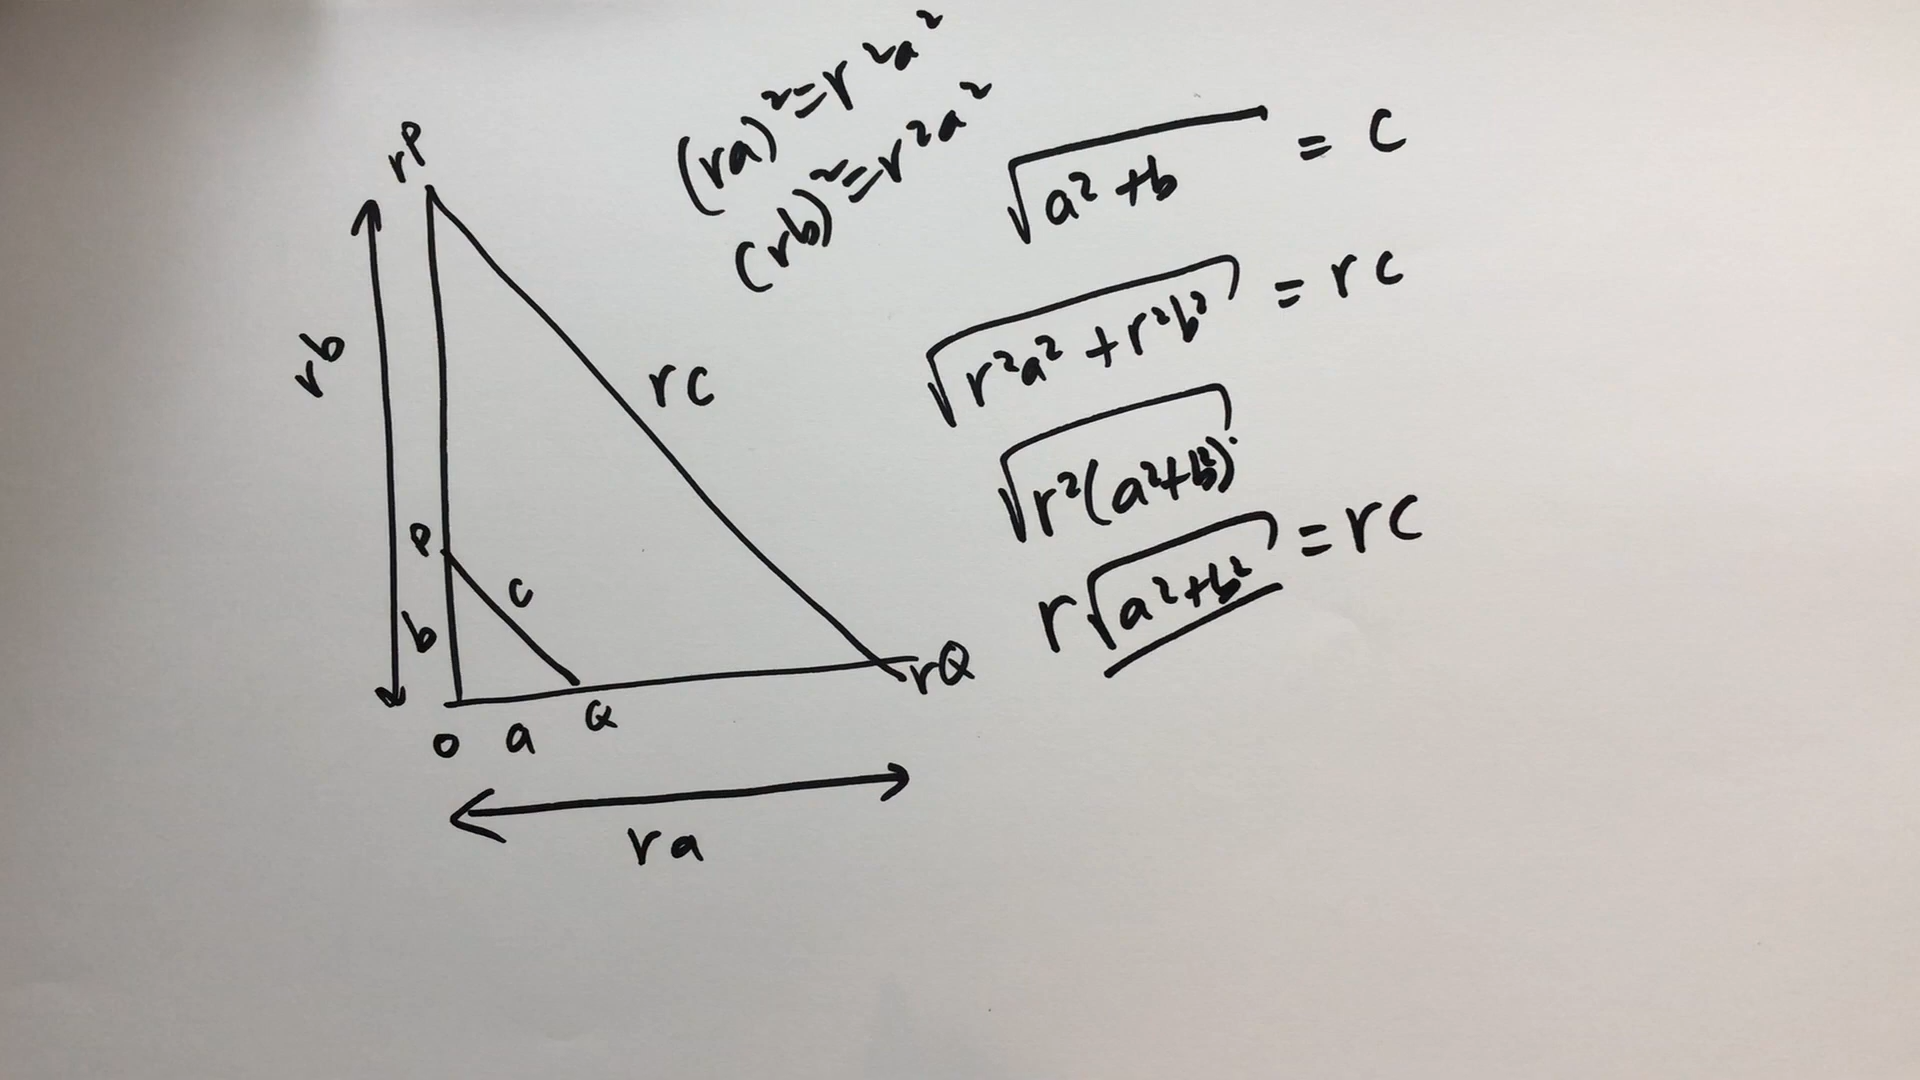 rP
(ra)²=r²a²
(rb)²=r²a²
√a²+b = c
rb
rc
√r²a²+r²b² = rc
√r²(a²+b²)
r√a²+b² = rc
P
c
b
rQ
0 a Q
ra